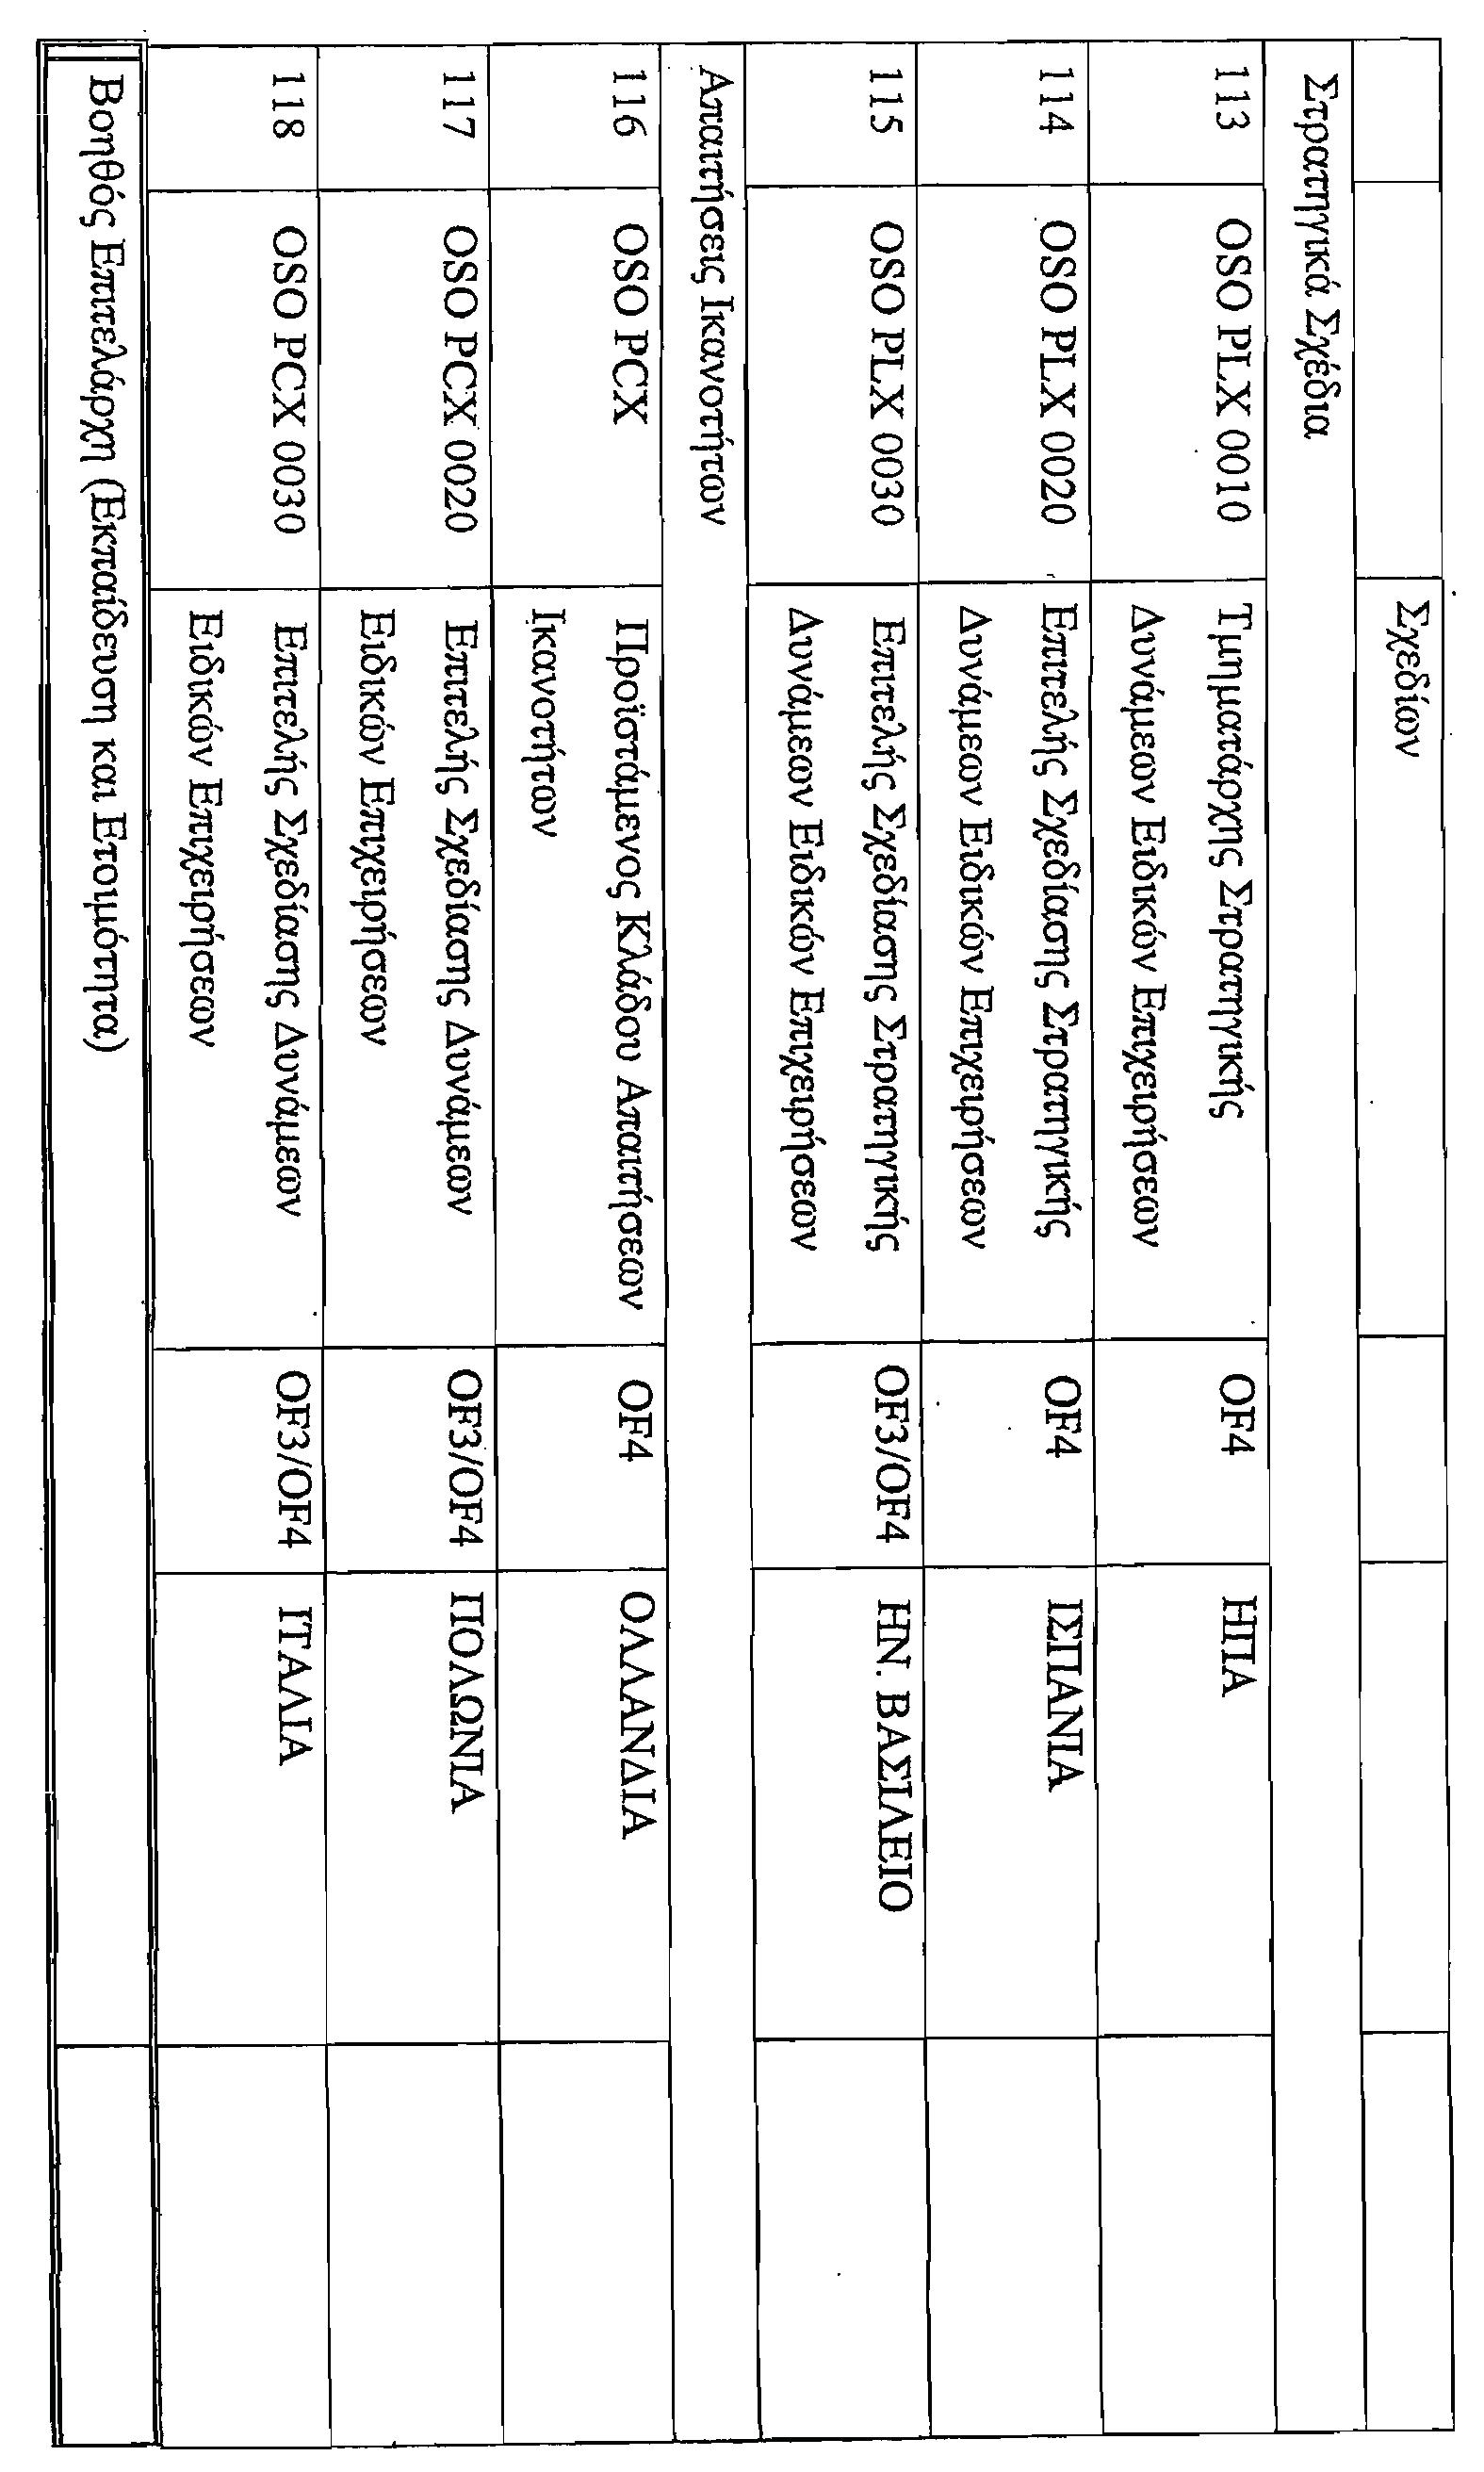 Σχεδίων
Στρατηγικά Σχέδια
113 OSO PLX 0010 Τμηματάρχης Στρατηγικής OF4 ΗΠΑ
Δυνάμεων Ειδικών Επιχειρήσεων
114 OSO PLX 0020 Επιτελής Σχεδίασης Στρατηγικής OF4 ΙΣΠΑΝΙΑ
Δυνάμεων Ειδικών Επιχειρήσεων
115 OSO PLX 0030 Επιτελής Σχεδίασης Στρατηγικής OF3/OF4 ΗΝ. ΒΑΣΙΛΕΙΟ
Δυνάμεων Ειδικών Επιχειρήσεων
Απαιτήσεις Ικανοτήτων
116 OSO PCX Προϊστάμενος Κλάδου Απαιτήσεων OF4 ΟΛΛΑΝΔΙΑ
Ικανοτήτων
117 OSO PCX 0020 Επιτελής Σχεδίασης Δυνάμεων OF3/OF4 ΠΟΛΩΝΙΑ
Ειδικών Επιχειρήσεων
118 OSO PCX 0030 Επιτελής Σχεδίασης Δυνάμεων OF3/OF4 ΙΤΑΛΙΑ
Ειδικών Επιχειρήσεων
Βοηθός Επιτελάρχη (Εκπαίδευση και Ετοιμότητα)